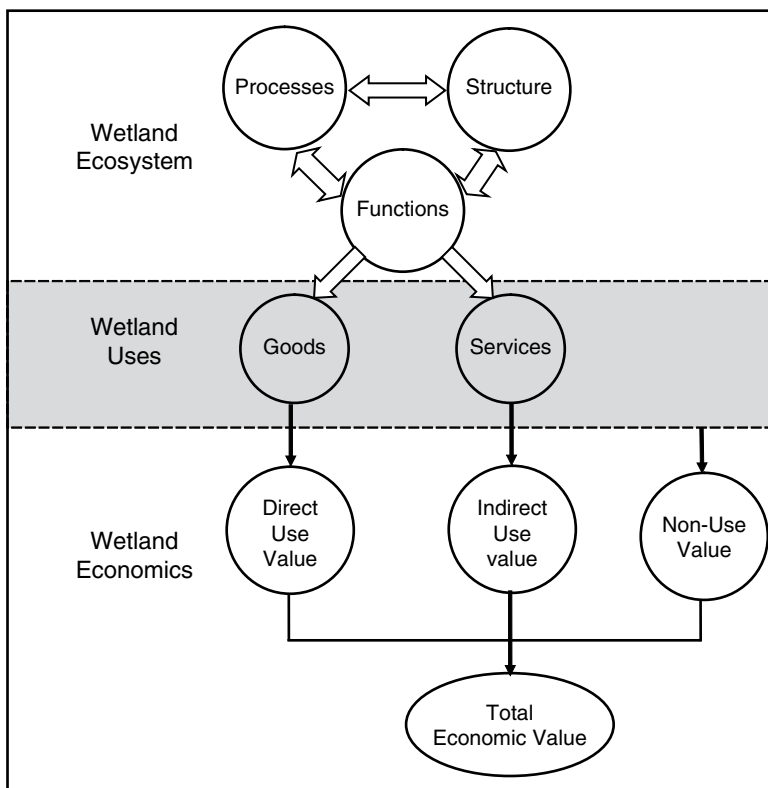 Processes
Structure
Wetland
Ecosystem
Functions
Wetland
Uses
Goods
Services
Wetland
Economics
Direct
Use
Value
Indirect
Use
value
Non-Use
Value
Total
Economic Value